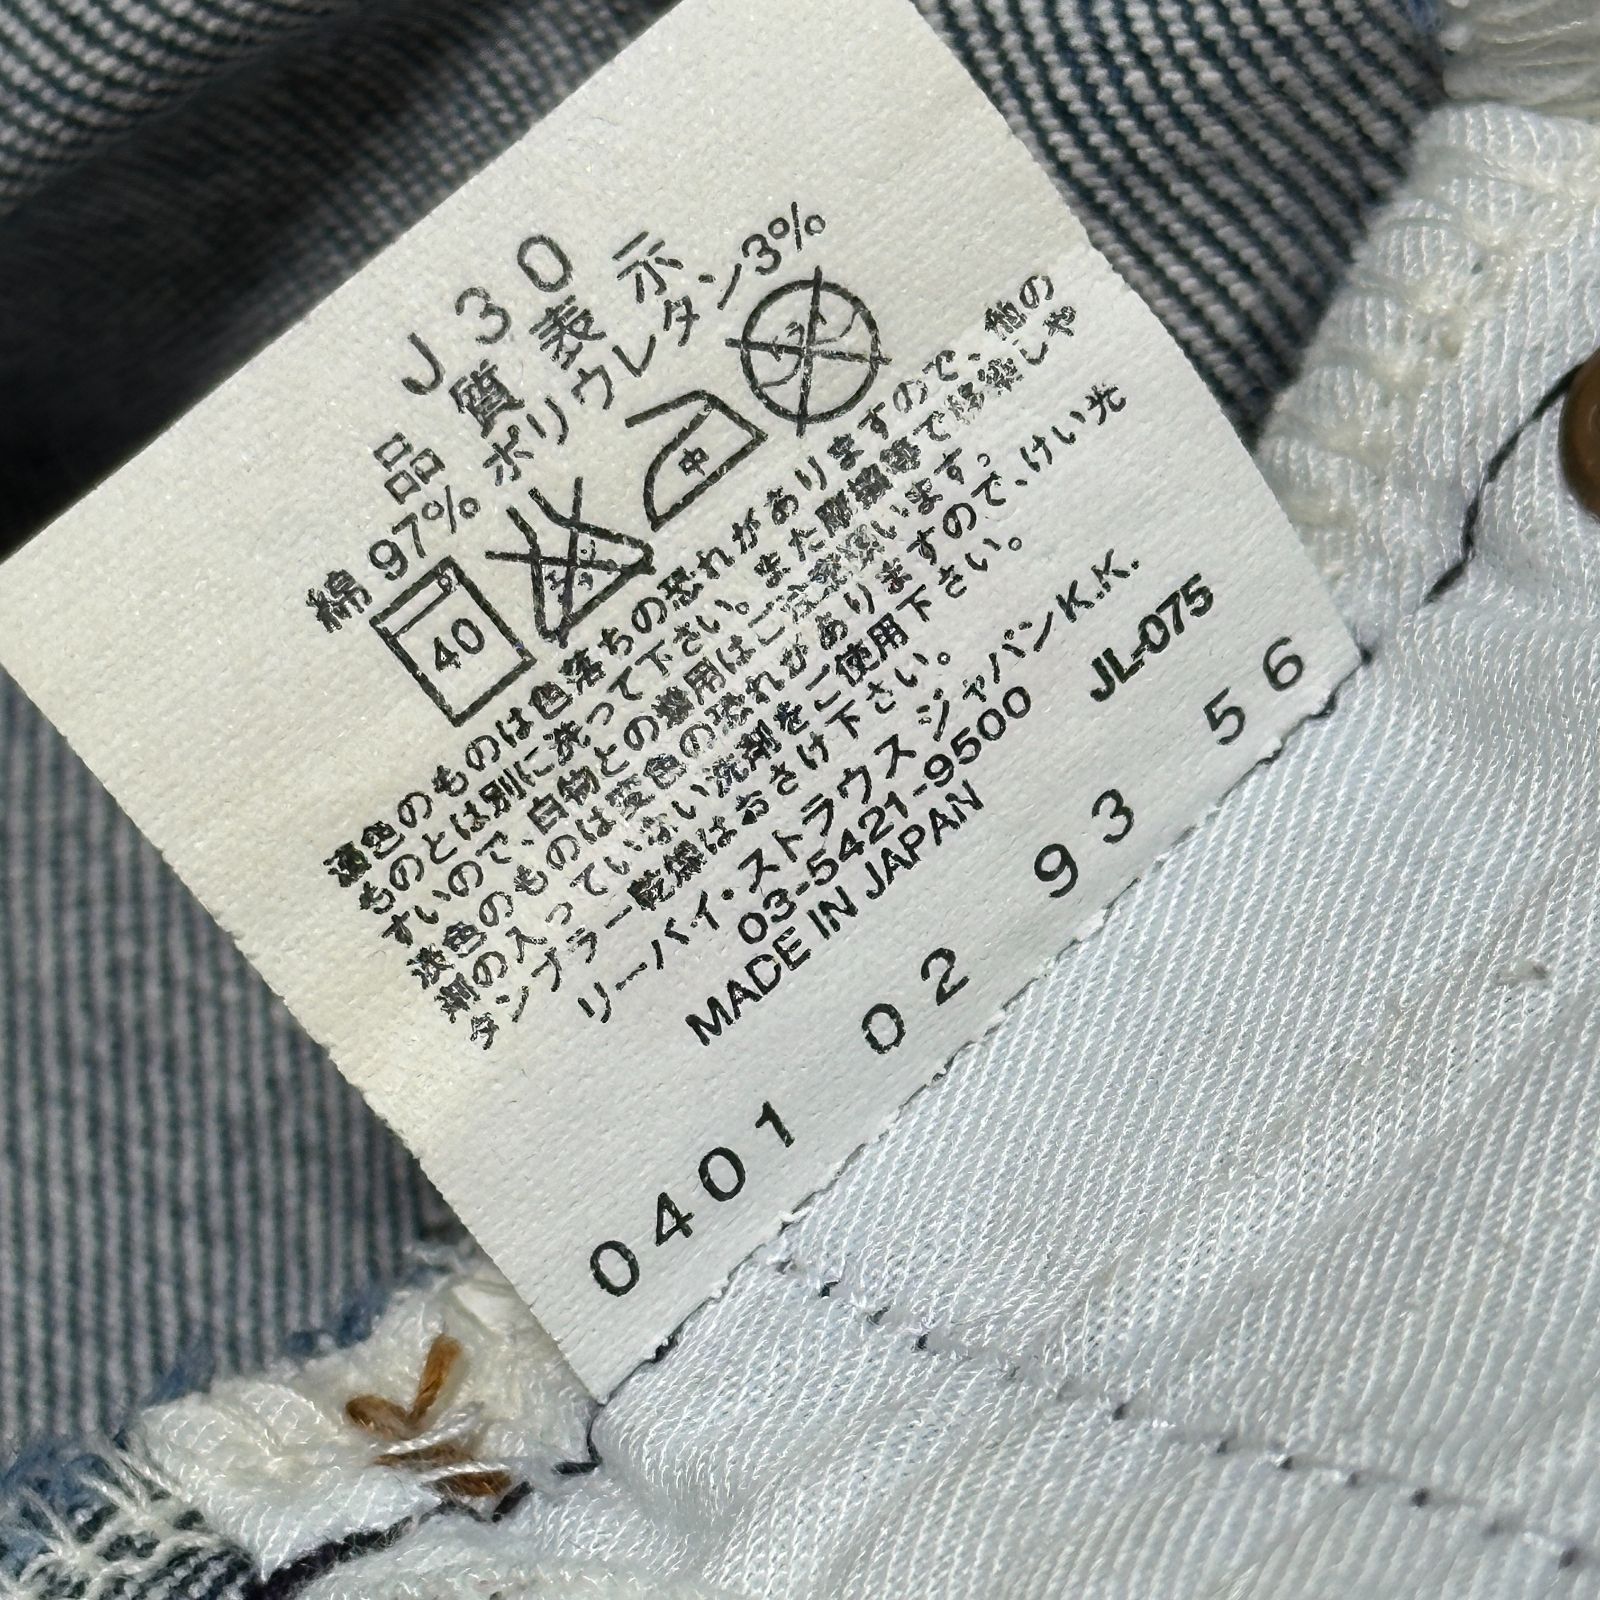 J30
品質表示
綿97% ポリウレタン3%
40 中
濃色のものは色落ちの恐れがありますので、他の
ものとは別に洗って下さい。また摩擦等で移染しや
すいので、白物との着用はご注意願います。
淡色のものは変色の恐れがありますので、けい光
剤の入っていない洗剤をご使用下さい。
タンブラー乾燥はおさけ下さい。
リーバイ・ストラウス ジャパンK.K.
03-5421-9500 JL-075
MADE IN JAPAN
0401 02 93 56